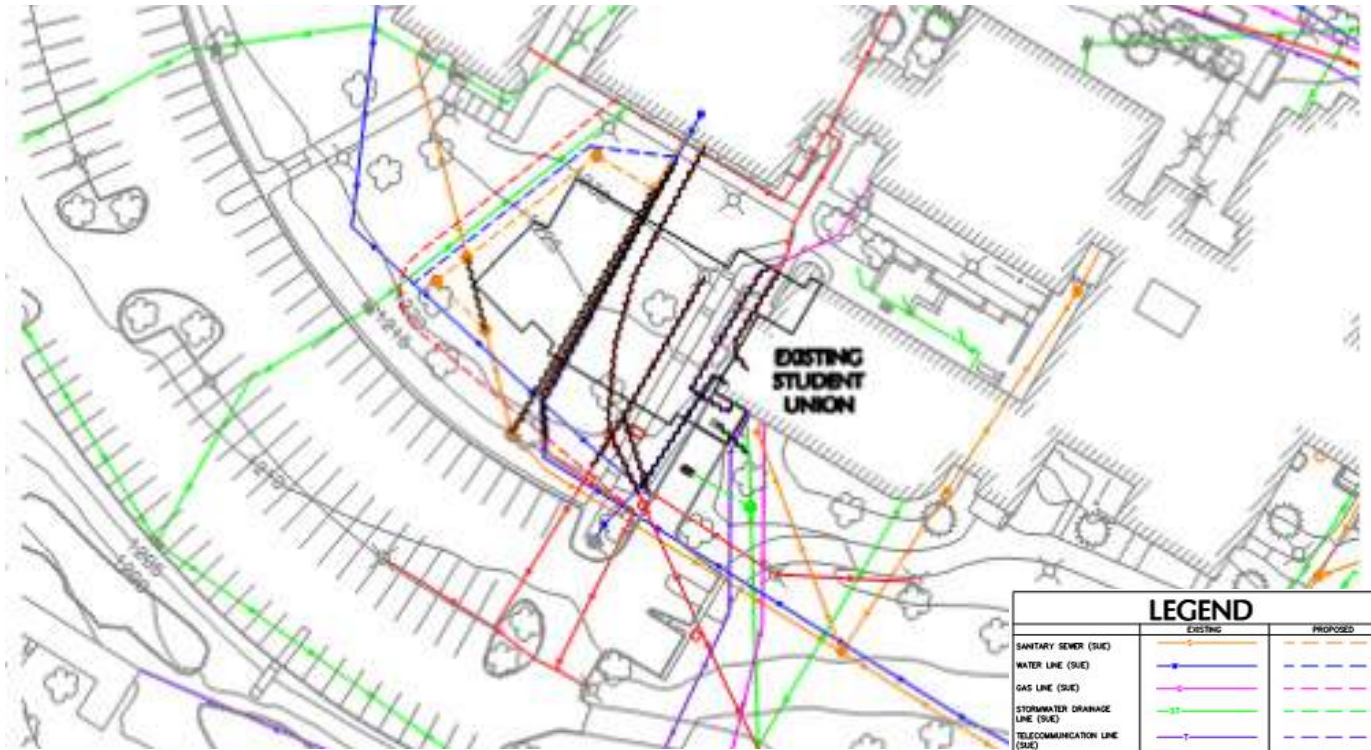 EXISTING
STUDENT
UNION
LEGEND
EXISTING PROPOSED
SANITARY SEWER (SUE)
WATER LINE (SUE)
GAS LINE (SUE)
G
STORMWATER DRAINAGE
LINE (SUE)
ST
TELECOMMUNICATION LINE
(SUE)
T